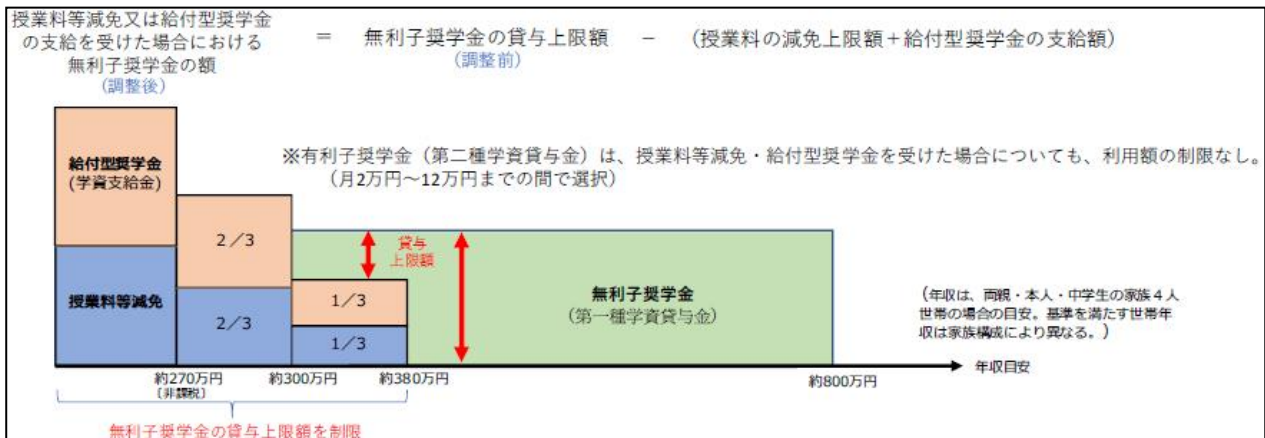 授業料等減免又は給付型奨学金
の支給を受けた場合における
無利子奨学金の額
(調整後)
= 無利子奨学金の貸与上限額 − (授業料の減免上限額+給付型奨学金の支給額)
(調整前)
※有利子奨学金(第二種学資貸与金)は、授業料等減免・給付型奨学金を受けた場合についても、利用額の制限なし。
(月2万円~12万円までの間で選択)
給付型奨学金
(学資支給金)
授業料等減免
2/3
2/3
1/3
1/3
貸与
上限額
無利子奨学金
(第一種学資貸与金)
(年収は、両親・本人・中学生の家族4人
世帯の場合の目安。基準を満たす世帯年
収は家族構成により異なる。)
年収目安
約270万円
〔非課税〕
約300万円
約380万円
約800万円
無利子奨学金の貸与上限額を制限